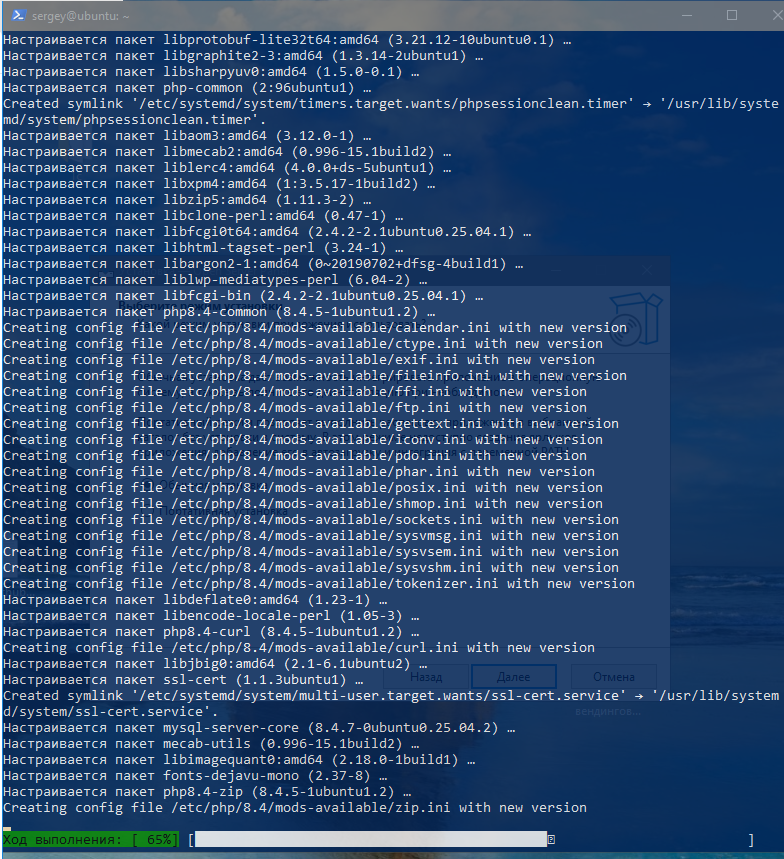 sergey@ubuntu: ~
Настраивается пакет libprotobuf-lite32t64:amd64 (3.21.12-10ubuntu0.1) …
Настраивается пакет libgraphite2-3:amd64 (1.3.14-2ubuntu1) …
Настраивается пакет libsharpyuv0:amd64 (1.5.0-0.1) …
Настраивается пакет php-common (2:96ubuntu1) …
Created symlink '/etc/systemd/system/timers.target.wants/phpsessionclean.timer' → '/usr/lib/syste
md/system/phpsessionclean.timer'.
Настраивается пакет libaom3:amd64 (3.12.0-1) …
Настраивается пакет libmecab2:amd64 (0.996-15.1build2) …
Настраивается пакет liblerc4:amd64 (4.0.0+ds-5ubuntu1) …
Настраивается пакет libxpm4:amd64 (1:3.5.17-1build2) …
Настраивается пакет libzip5:amd64 (1.11.3-2) …
Настраивается пакет libclone-perl:amd64 (0.47-1) …
Настраивается пакет libfcgi0t64:amd64 (2.4.2-2.1ubuntu0.25.04.1) …
Настраивается пакет libhtml-tagset-perl (3.24-1) …
Настраивается пакет libargon2-1:amd64 (0~20190702+dfsg-4build1) …
Настраивается пакет liblwp-mediatypes-perl (6.04-2) …
Настраивается пакет libfcgi-bin (2.4.2-2.1ubuntu0.25.04.1) …
Настраивается пакет php8.4-common (8.4.5-1ubuntu1.2) …
Creating config file /etc/php/8.4/mods-available/calendar.ini with new version
Creating config file /etc/php/8.4/mods-available/ctype.ini with new version
Creating config file /etc/php/8.4/mods-available/exif.ini with new version
Creating config file /etc/php/8.4/mods-available/fileinfo.ini with new version
Creating config file /etc/php/8.4/mods-available/ffi.ini with new version
Creating config file /etc/php/8.4/mods-available/ftp.ini with new version
Creating config file /etc/php/8.4/mods-available/gettext.ini with new version
Creating config file /etc/php/8.4/mods-available/iconv.ini with new version
Creating config file /etc/php/8.4/mods-available/pdo.ini with new version
Creating config file /etc/php/8.4/mods-available/phar.ini with new version
Creating config file /etc/php/8.4/mods-available/posix.ini with new version
Creating config file /etc/php/8.4/mods-available/shmop.ini with new version
Creating config file /etc/php/8.4/mods-available/sockets.ini with new version
Creating config file /etc/php/8.4/mods-available/sysvmsg.ini with new version
Creating config file /etc/php/8.4/mods-available/sysvsem.ini with new version
Creating config file /etc/php/8.4/mods-available/sysvshm.ini with new version
Creating config file /etc/php/8.4/mods-available/tokenizer.ini with new version
Настраивается пакет libdeflate0:amd64 (1.23-1) …
Настраивается пакет libencode-locale-perl (1.05-3) …
Настраивается пакет php8.4-curl (8.4.5-1ubuntu1.2) …
Creating config file /etc/php/8.4/mods-available/curl.ini with new version
Настраивается пакет libjbig0:amd64 (2.1-6.1ubuntu2) …
Настраивается пакет ssl-cert (1.1.3ubuntu1) …
Назад Далее Отмена
Created symlink '/etc/systemd/system/multi-user.target.wants/ssl-cert.service' → '/usr/lib/system
d/system/ssl-cert.service'.
вендингов...
Настраивается пакет mysql-server-core (8.4.7-0ubuntu0.25.04.2) …
Настраивается пакет mecab-utils (0.996-15.1build2) …
Настраивается пакет libimagequant0:amd64 (2.18.0-1build1) …
Настраивается пакет fonts-dejavu-mono (2.37-8) …
Настраивается пакет php8.4-zip (8.4.5-1ubuntu1.2) …
Creating config file /etc/php/8.4/mods-available/zip.ini with new version
Ход выполнения: [ 65%] [ ]